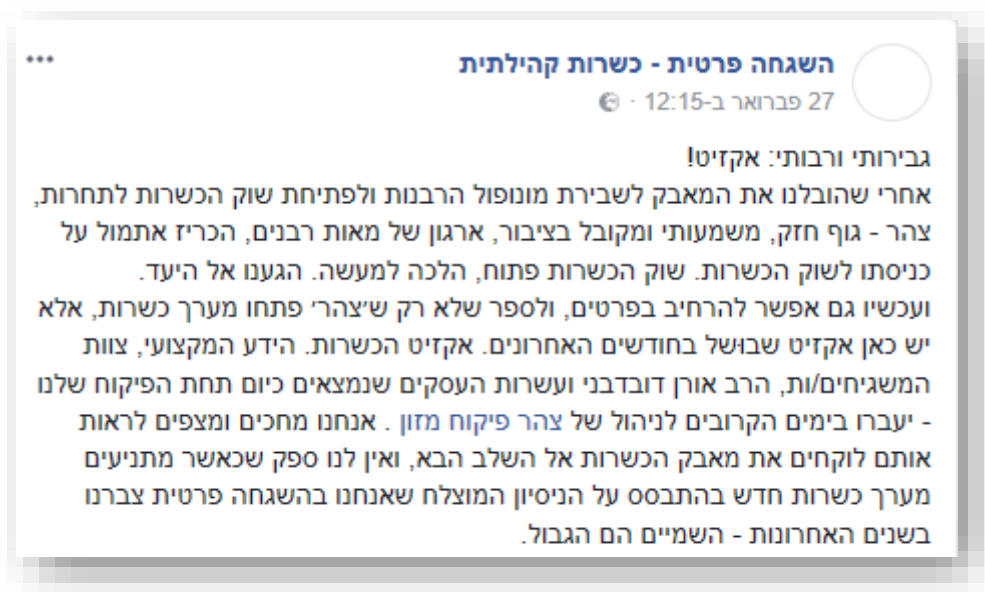 השגחה פרטית - כשרות קהילתית
27 פברואר ב-12:15 ·
גבירותי ורבותי: אקזיט!
אחרי שהובלנו את המאבק לשבירת מונופול הרבנות ולפתיחת שוק הכשרות לתחרות,
צהר - גוף חזק, משמעותי ומקובל בציבור, ארגון של מאות רבנים, הכריז אתמול על
כניסתו לשוק הכשרות. שוק הכשרות פתוח, הלכה למעשה. הגענו אל היעד.
ועכשיו גם אפשר להרחיב בפרטים, ולספר שלא רק ש׳צהר׳ פתחו מערך כשרות, אלא
יש כאן אקזיט שבוּשל בחודשים האחרונים. אקזיט הכשרות. הידע המקצועי, צוות
המשגיחים/ות, הרב אורן דובדבני ועשרות העסקים שנמצאים כיום תחת הפיקוח שלנו
- יעברו בימים הקרובים לניהול של צהר פיקוח מזון . אנחנו מחכים ומצפים לראות
אותם לוקחים את מאבק הכשרות אל השלב הבא, ואין לנו ספק שכאשר מתניעים
מערך כשרות חדש בהתבסס על הניסיון המוצלח שאנחנו בהשגחה פרטית צברנו
בשנים האחרונות - השמיים הם הגבול.